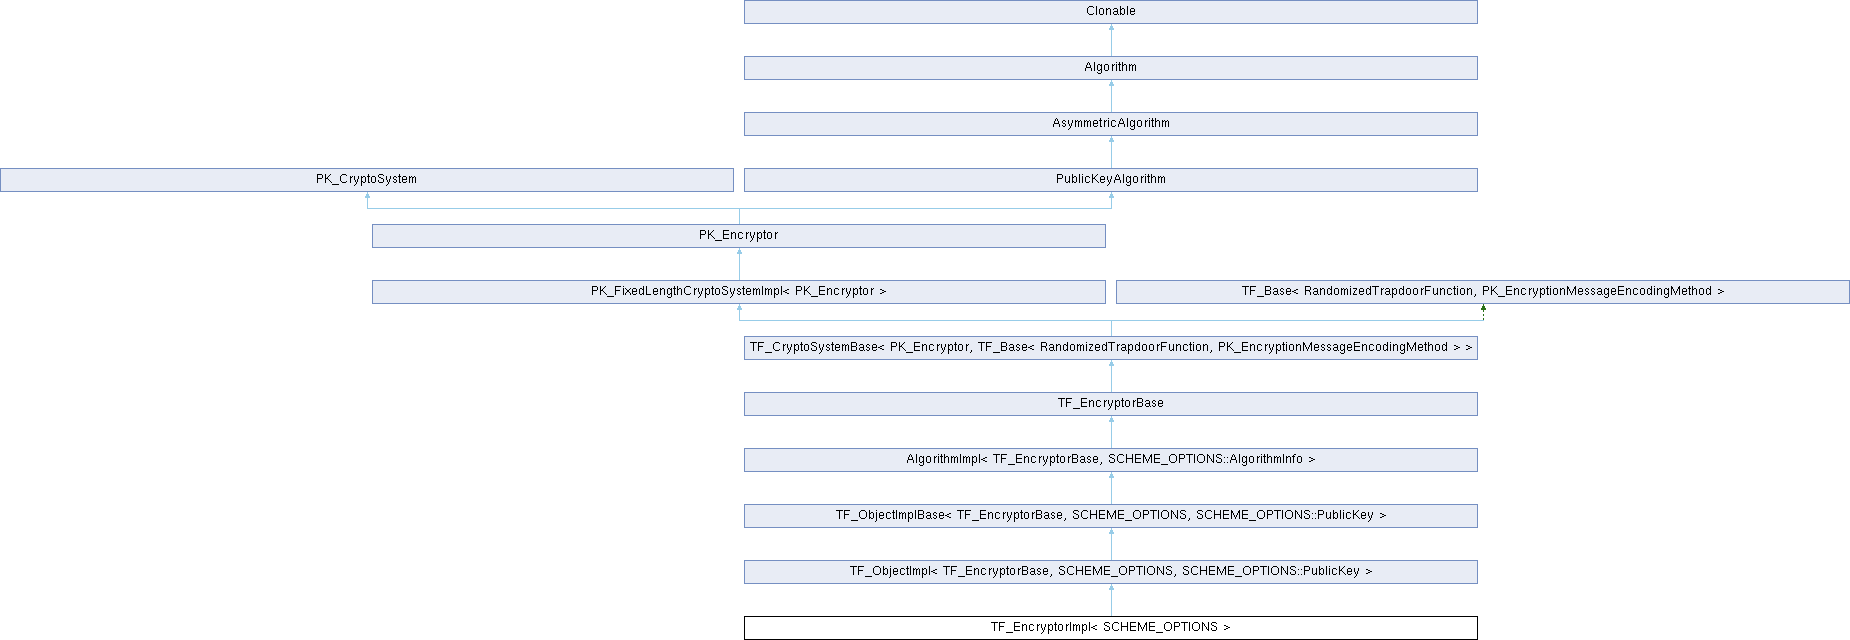 Clonable
Algorithm
AsymmetricAlgorithm
PK_CryptoSystem
PublicKeyAlgorithm
PK_Encryptor
PK_FixedLengthCryptoSystemImpl< PK_Encryptor >
TF_Base< RandomizedTrapdoorFunction, PK_EncryptionMessageEncodingMethod >
TF_CryptoSystemBase< PK_Encryptor, TF_Base< RandomizedTrapdoorFunction, PK_EncryptionMessageEncodingMethod > >
TF_EncryptorBase
AlgorithmImpl< TF_EncryptorBase, SCHEME_OPTIONS::AlgorithmInfo >
TF_ObjectImplBase< TF_EncryptorBase, SCHEME_OPTIONS, SCHEME_OPTIONS::PublicKey >
TF_ObjectImpl< TF_EncryptorBase, SCHEME_OPTIONS, SCHEME_OPTIONS::PublicKey >
TF_EncryptorImpl< SCHEME_OPTIONS >